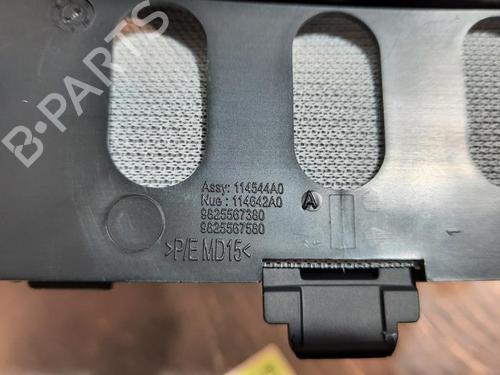 B-PARTS
Assy: 114544A0
Nue : 114642A0
9825567380
9825567580
A
>P/E MD15<